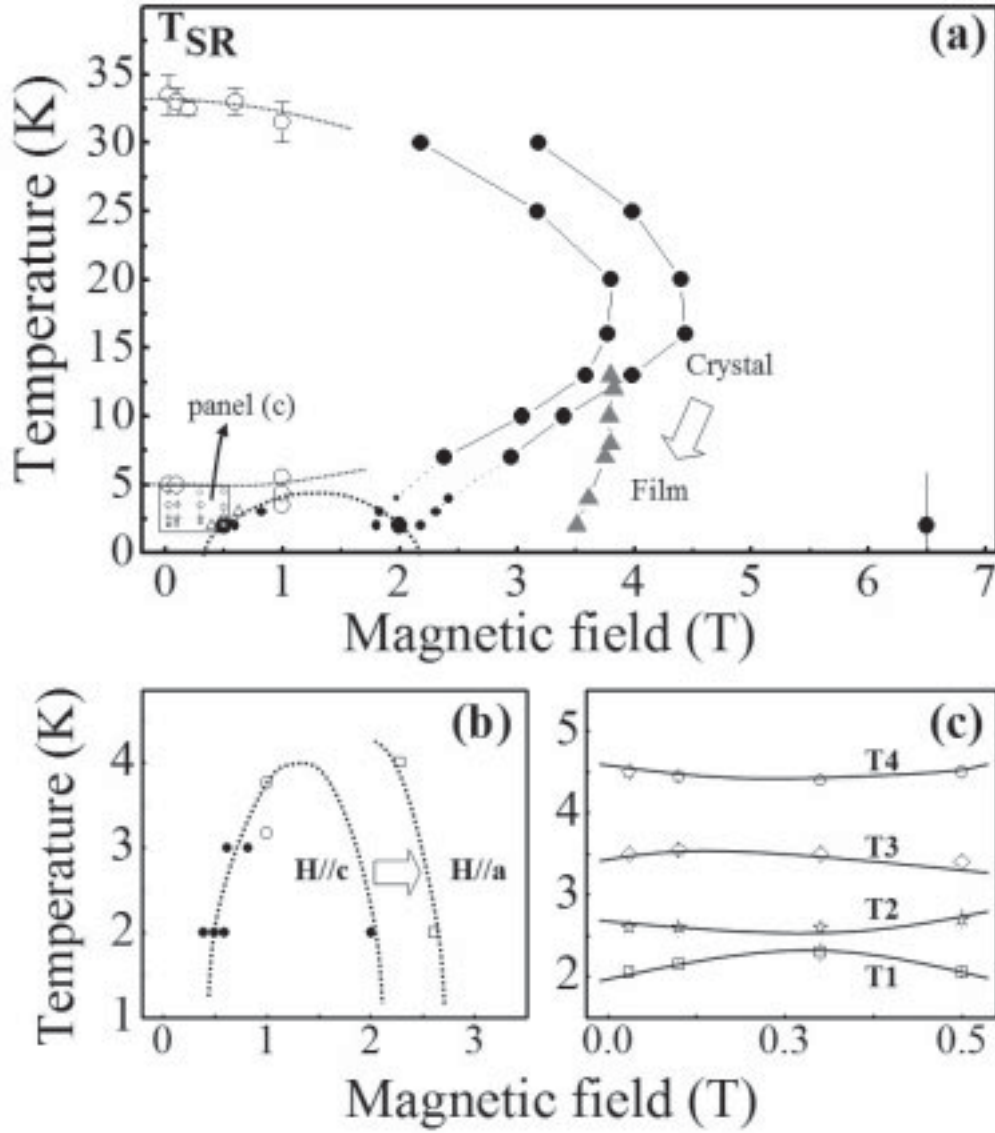 T_SR
(a)
35
30
25
20
15
10
5
0
Temperature (K)
Crystal
panel (c)
Film
0 1 2 3 4 5 6 7
Magnetic field (T)
(b)
4
3
2
1
Temperature (K)
H//c
H//a
0 1 2 3
(c)
5
4
3
2
T4
T3
T2
T1
0.0 0.3 0.5
Magnetic field (T)